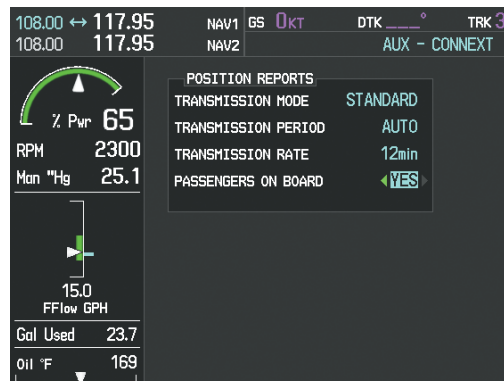 108.00 ↔ 117.95 NAV1 GS 0KT DTK ___° TRK 3
108.00 117.95 NAV2 AUX - CONNEXT
POSITION REPORTS
TRANSMISSION MODE STANDARD
TRANSMISSION PERIOD AUTO
TRANSMISSION RATE 12min
PASSENGERS ON BOARD YES
% Pwr 65
RPM 2300
Man "Hg 25.1
15.0
FFlow GPH
Gal Used 23.7
Oil °F 169